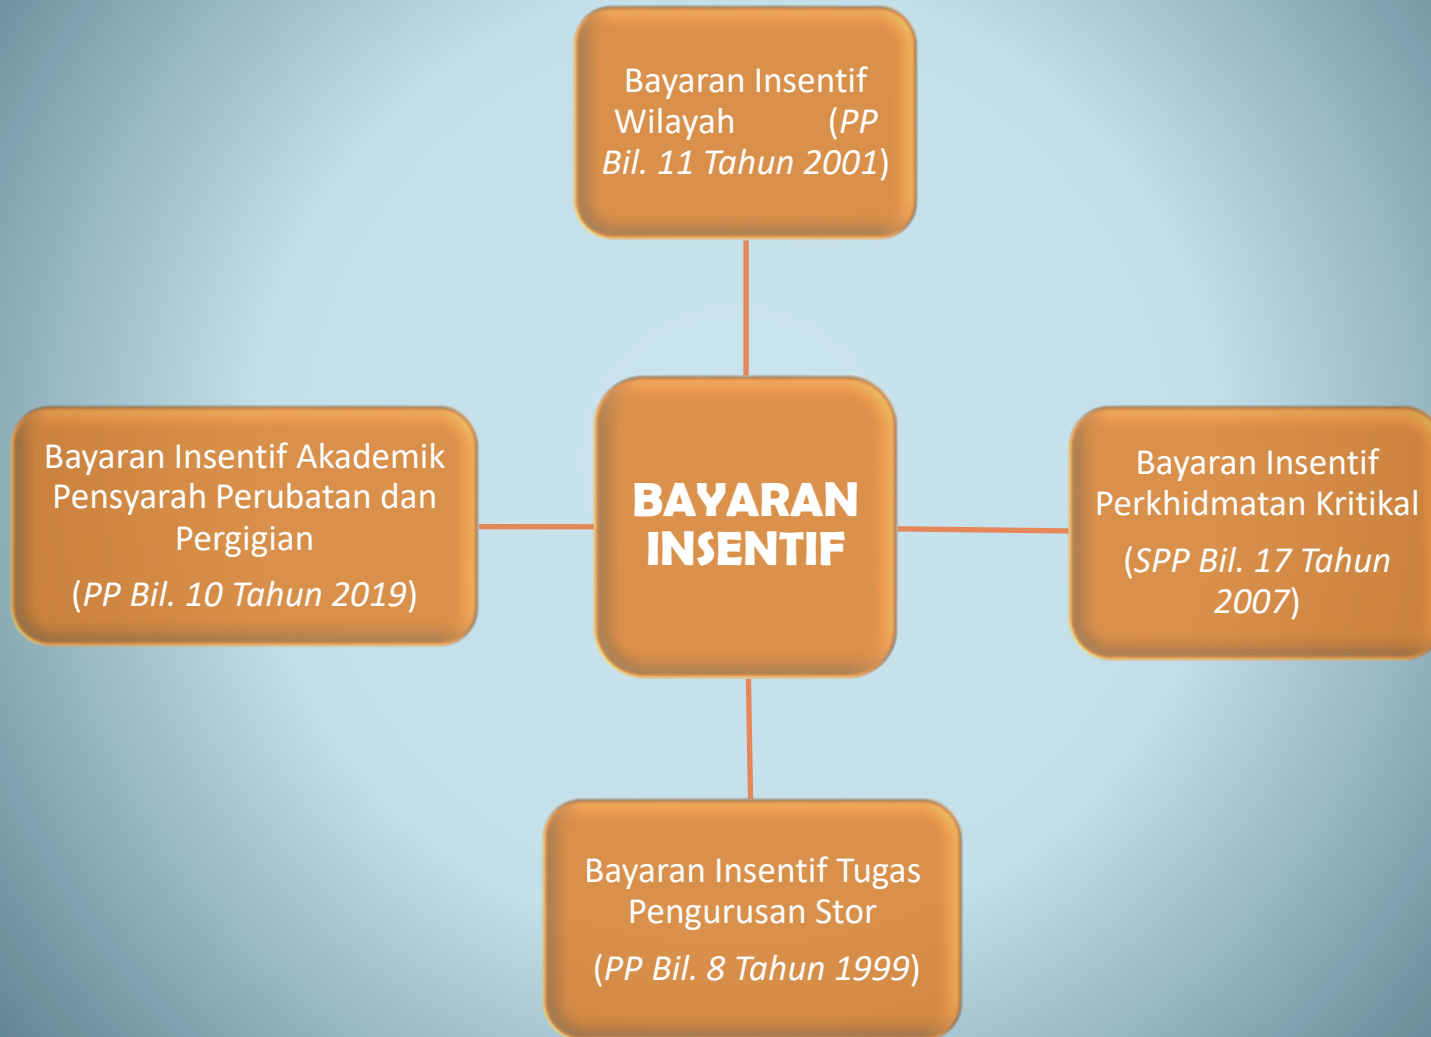 Bayaran Insentif
Wilayah (PP
Bil. 11 Tahun 2001)
Bayaran Insentif Akademik
Pensyarah Perubatan dan
Pergigian
(PP Bil. 10 Tahun 2019)
BAYARAN
INSENTIF
Bayaran Insentif
Perkhidmatan Kritikal
(SPP Bil. 17 Tahun
2007)
Bayaran Insentif Tugas
Pengurusan Stor
(PP Bil. 8 Tahun 1999)